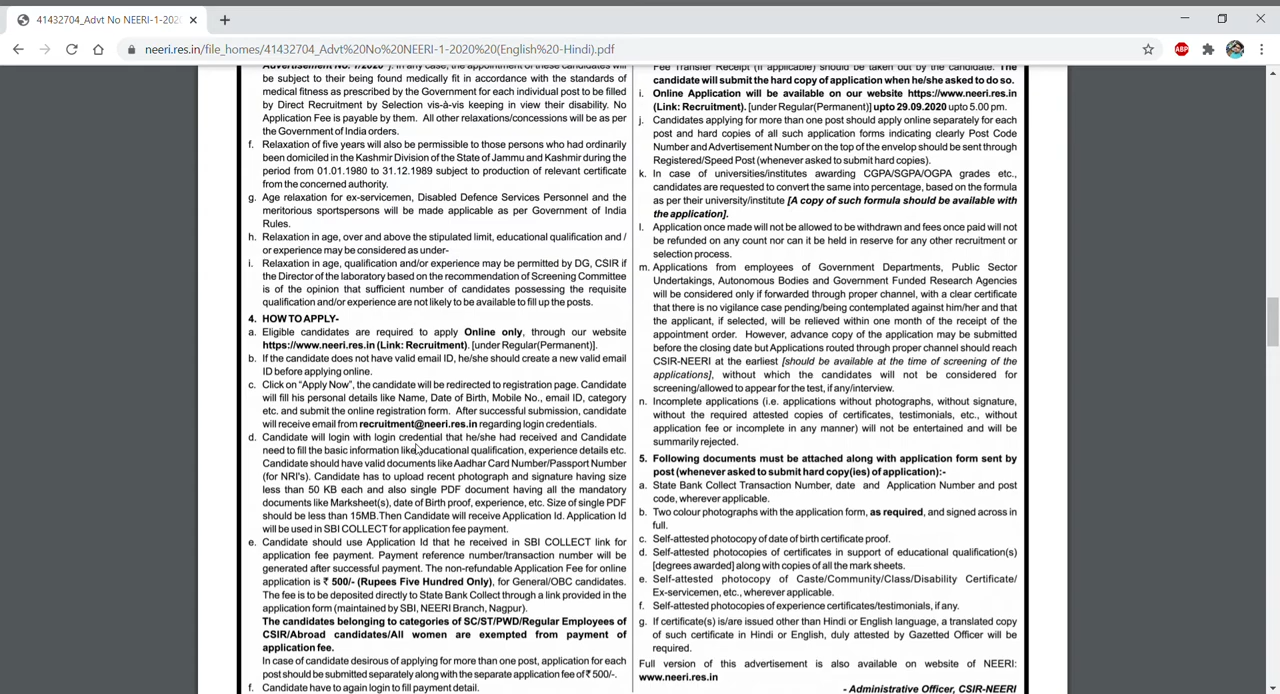 41432704_Advt No NEERI-1-202
neeri.res.in/file_homes/41432704_Advt%20No%20NEERI-1-2020%20(English%20-Hindi).pdf
ABP
Advertisement No. 1/2020"). In any case, the appointment of these candidates will
be subject to their being found medically fit in accordance with the standards of
medical fitness as prescribed by the Government for each individual post to be filled
by Direct Recruitment by Selection vis-à-vis keeping in view their disability. No
Application Fee is payable by them. All other relaxations/concessions will be as per
the Government of India orders.
f. Relaxation of five years will also be permissible to those persons who had ordinarily
been domiciled in the Kashmir Division of the State of Jammu and Kashmir during the
period from 01.01.1980 to 31.12.1989 subject to production of relevant certificate
from the concerned authority.
g. Age relaxation for ex-servicemen, Disabled Defence Services Personnel and the
meritorious sportspersons will be made applicable as per Government of India
Rules.
h. Relaxation in age, over and above the stipulated limit, educational qualification and /
or experience may be considered as under-
i. Relaxation in age, qualification and/or experience may be permitted by DG, CSIR if
the Director of the laboratory based on the recommendation of Screening Committee
is of the opinion that sufficient number of candidates possessing the requisite
qualification and/or experience are not likely to be available to fill up the posts.
4. HOW TO APPLY-
a. Eligible candidates are required to apply Online only, through our website
https://www.neeri.res.in (Link: Recruitment). [under Regular(Permanent)].
b. If the candidate does not have valid email ID, he/she should create a new valid email
ID before applying online.
c. Click on "Apply Now", the candidate will be redirected to registration page. Candidate
will fill his personal details like Name, Date of Birth, Mobile No., email ID, category
etc. and submit the online registration form. After successful submission, candidate
will receive email from recruitment@neeri.res.in regarding login credentials.
d. Candidate will login with login credential that he/she had received and Candidate
need to fill the basic information like educational qualification, experience details etc.
Candidate should have valid documents like Aadhar Card Number/Passport Number
(for NRI's). Candidate has to upload recent photograph and signature having size
less than 50 KB each and also single PDF document having all the mandatory
documents like Marksheet(s), date of Birth proof, experience, etc. Size of single PDF
should be less than 15MB.Then Candidate will receive Application Id. Application Id
will be used in SBI COLLECT for application fee payment.
e. Candidate should use Application Id that he received in SBI COLLECT link for
application fee payment. Payment reference number/transaction number will be
generated after successful payment. The non-refundable Application Fee for online
application is ₹ 500/- (Rupees Five Hundred Only), for General/OBC candidates.
The fee is to be deposited directly to State Bank Collect through a link provided in the
application form (maintained by SBI, NEERI Branch, Nagpur).
The candidates belonging to categories of SC/ST/PWD/Regular Employees of
CSIR/Abroad candidates/All women are exempted from payment of
application fee.
In case of candidate desirous of applying for more than one post, application for each
post should be submitted separately along with the separate application fee of ₹ 500/-.
f. Candidate have to again login to fill payment detail.
Fee Transfer Receipt (if applicable) should be taken out by the candidate. The
candidate will submit the hard copy of application when he/she asked to do so.
i. Online Application will be available on our website https://www.neeri.res.in
(Link: Recruitment). [under Regular(Permanent)] upto 29.09.2020 upto 5.00 pm.
j. Candidates applying for more than one post should apply online separately for each
post and hard copies of all such application forms indicating clearly Post Code
Number and Advertisement Number on the top of the envelop should be sent through
Registered/Speed Post (whenever asked to submit hard copies).
k. In case of universities/institutes awarding CGPA/SGPA/OGPA grades etc.,
candidates are requested to convert the same into percentage, based on the formula
as per their university/institute [A copy of such formula should be available with
the application].
l. Application once made will not be allowed to be withdrawn and fees once paid will not
be refunded on any count nor can it be held in reserve for any other recruitment or
selection process.
m. Applications from employees of Government Departments, Public Sector
Undertakings, Autonomous Bodies and Government Funded Research Agencies
will be considered only if forwarded through proper channel, with a clear certificate
that there is no vigilance case pending/being contemplated against him/her and that
the applicant, if selected, will be relieved within one month of the receipt of the
appointment order. However, advance copy of the application may be submitted
before the closing date but Applications routed through proper channel should reach
CSIR-NEERI at the earliest [should be available at the time of screening of the
applications], without which the candidates will not be considered for
screening/allowed to appear for the test, if any/interview.
n. Incomplete applications (i.e. applications without photographs, without signature,
without the required attested copies of certificates, testimonials, etc., without
application fee or incomplete in any manner) will not be entertained and will be
summarily rejected.
5. Following documents must be attached along with application form sent by
post (whenever asked to submit hard copy(ies) of application):-
a. State Bank Collect Transaction Number, date and Application Number and post
code, wherever applicable.
b. Two colour photographs with the application form, as required, and signed across in
full.
c. Self-attested photocopy of date of birth certificate proof.
d. Self-attested photocopies of certificates in support of educational qualification(s)
[degrees awarded] along with copies of all the mark sheets.
e. Self-attested photocopy of Caste/Community/Class/Disability Certificate/
Ex-servicemen, etc., wherever applicable.
f. Self-attested photocopies of experience certificates/testimonials, if any.
g. If certificate(s) is/are issued other than Hindi or English language, a translated copy
of such certificate in Hindi or English, duly attested by Gazetted Officer will be
required.
Full version of this advertisement is also available on website of NEERI:
www.neeri.res.in
- Administrative Officer, CSIR-NEERI